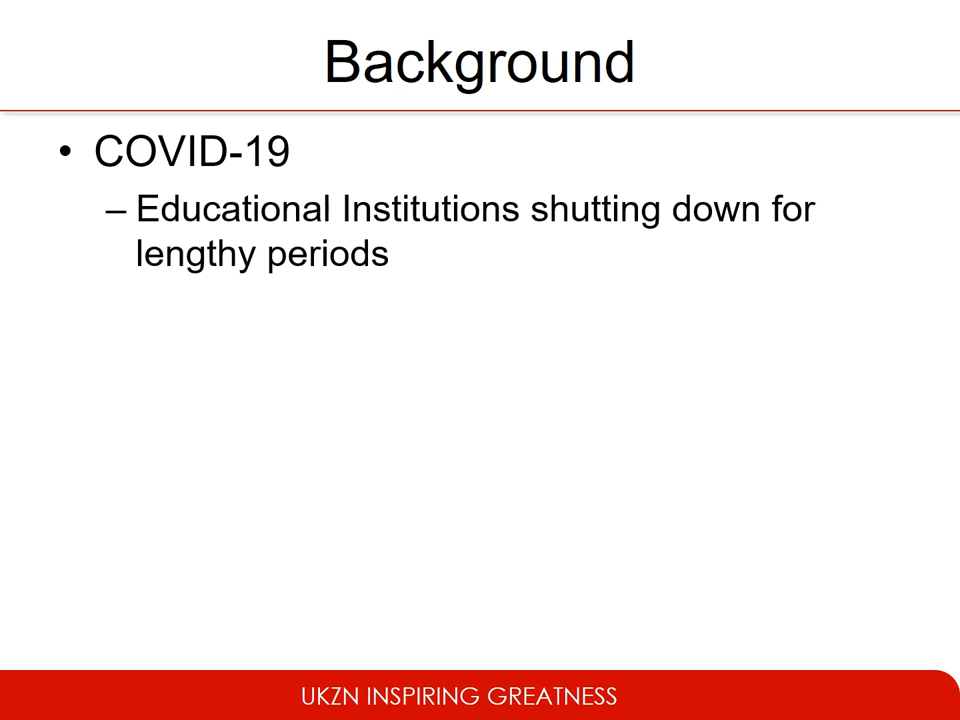 Background
• COVID-19
– Educational Institutions shutting down for
lengthy periods
UKZN INSPIRING GREATNESS